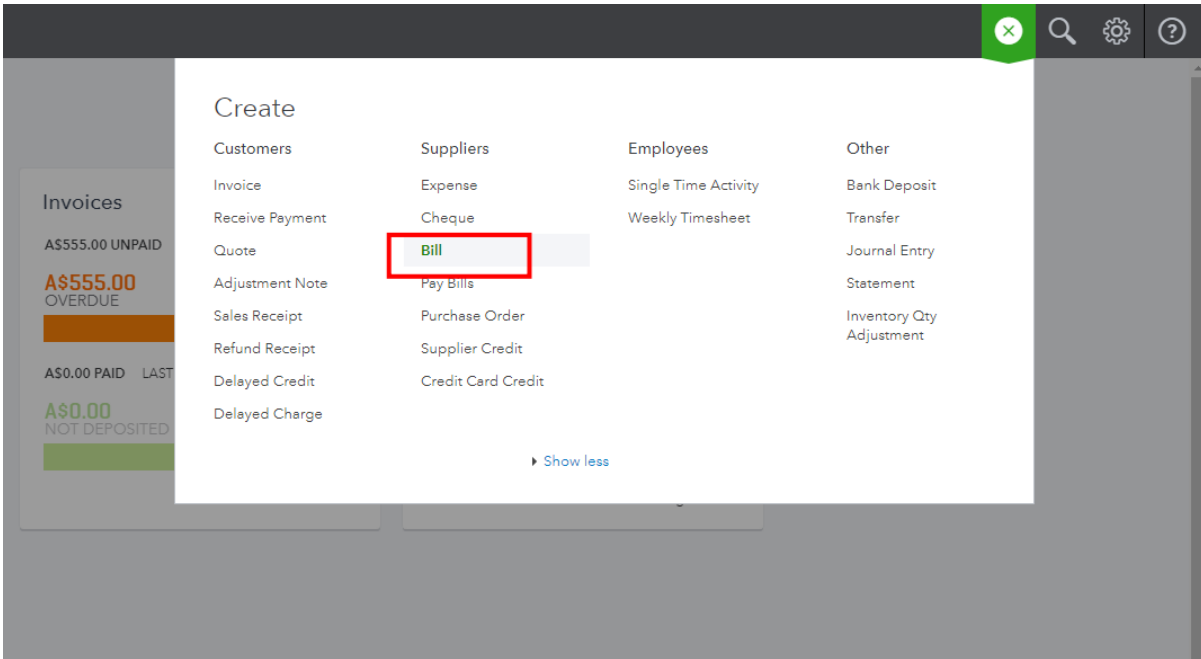 Create
Customers
Invoice
Receive Payment
Quote
Adjustment Note
Sales Receipt
Refund Receipt
Delayed Credit
Delayed Charge
Suppliers
Expense
Cheque
Bill
Pay Bills
Purchase Order
Supplier Credit
Credit Card Credit
Employees
Single Time Activity
Weekly Timesheet
Other
Bank Deposit
Transfer
Journal Entry
Statement
Inventory Qty
Adjustment
Show less
Invoices
A$555.00 UNPAID
A$555.00
OVERDUE
A$0.00 PAID LAST
A$0.00
NOT DEPOSITED